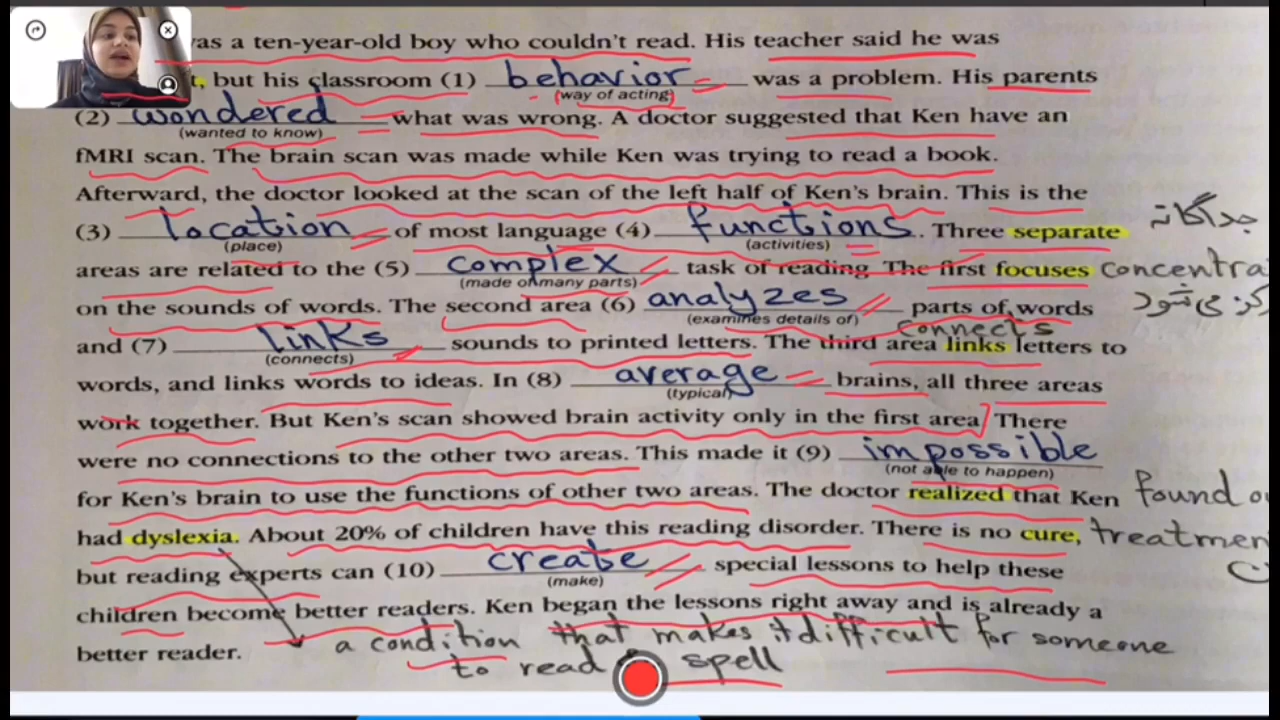 was a ten-year-old boy who couldn't read. His teacher said he was
but his classroom (1) behavior was a problem. His parents
(way of acting)
(2) wondered what was wrong. A doctor suggested that Ken have an
(wanted to know)
fMRI scan. The brain scan was made while Ken was trying to read a book.
Afterward, the doctor looked at the scan of the left half of Ken's brain. This is the
(3) location of most language (4) functions. Three separate جداگانه
(place) (activities)
areas are related to the (5) complex task of reading. The first focuses
(made of many parts)
on the sounds of words. The second area (6) analyzes parts of words
(examines details of) connects
and (7) links sounds to printed letters. The third area links letters to
(connects)
words, and links words to ideas. In (8) average brains, all three areas
(typical)
work together. But Ken's scan showed brain activity only in the first area. There
were no connections to the other two areas. This made it (9) impossible
(not able to happen)
for Ken's brain to use the functions of other two areas. The doctor realized that Ken found
had dyslexia. About 20% of children have this reading disorder. There is no cure,
but reading experts can (10) create special lessons to help these
(make)
children become better readers. Ken began the lessons right away and is already a
better reader. a condition that makes it difficult for someone
to read spell